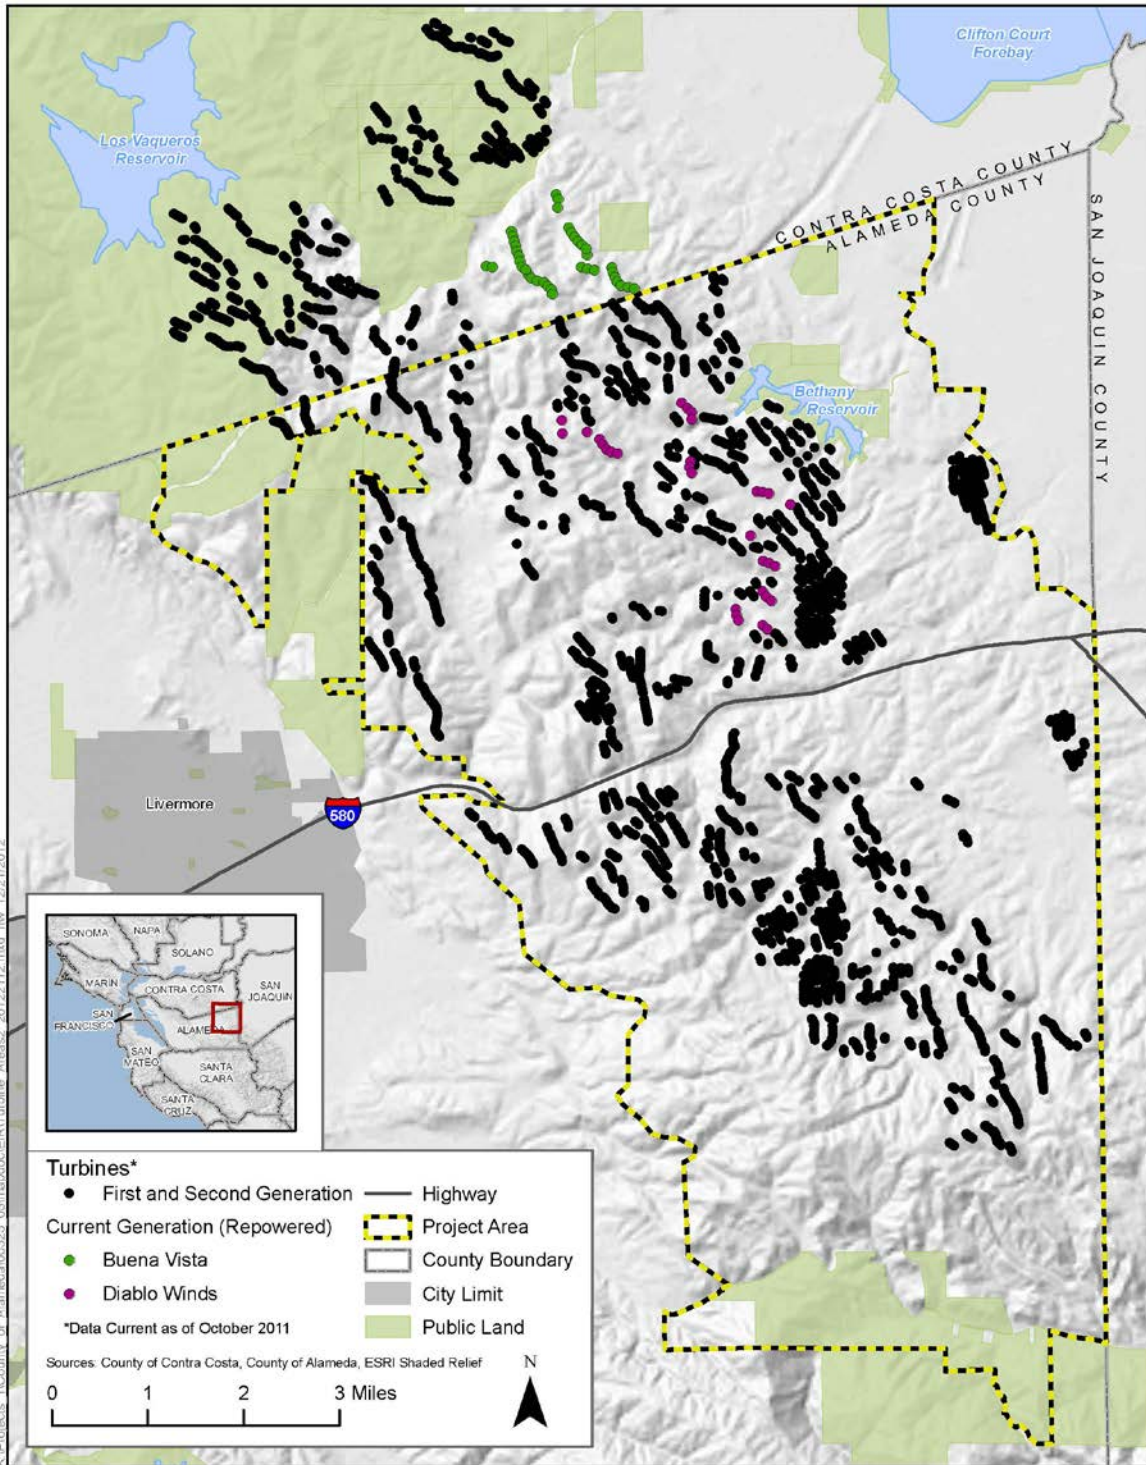 Clifton Court
Forebay
Los Vaqueros
Reservoir
CONTRA COSTA COUNTY
ALAMEDA COUNTY
SAN JOAQUIN COUNTY
Bethany
Reservoir
Livermore
580
SONOMA
NAPA
SOLANO
MARIN
CONTRA COSTA
SAN
JOAQUIN
SAN
FRANCISCO
ALAMEDA
SAN
MATEO
SANTA
CLARA
SANTA
CRUZ
Turbines*
First and Second Generation
Current Generation (Repowered)
Buena Vista
Diablo Winds
*Data Current as of October 2011
Highway
Project Area
County Boundary
City Limit
Public Land
Sources: County of Contra Costa, County of Alameda, ESRI Shaded Relief
N
0 1 2 3 Miles